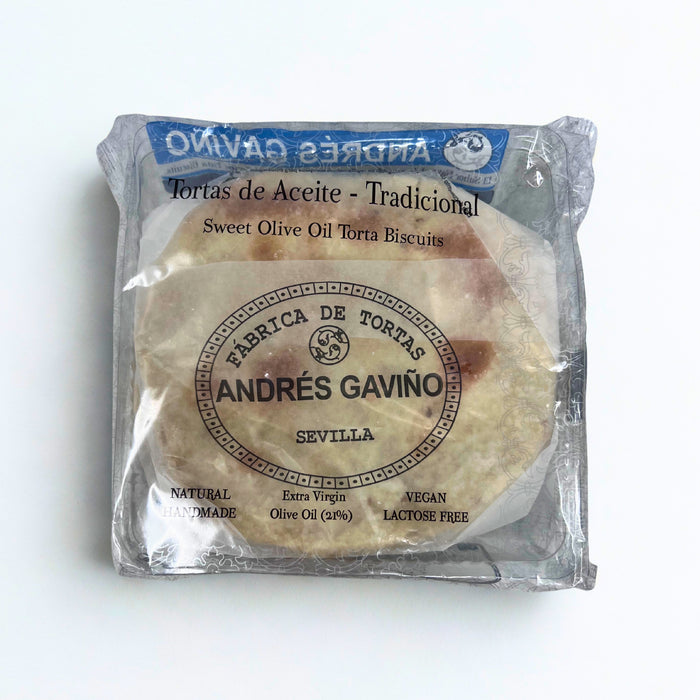 ANDRÉS GAVIÑO
Tortas de Aceite - Tradicional
Sweet Olive Oil Torta Biscuits
FÁBRICA DE TORTAS
ANDRÉS GAVIÑO
SEVILLA
NATURAL
HANDMADE
Extra Virgin
Olive Oil (21%)
VEGAN
LACTOSE FREE